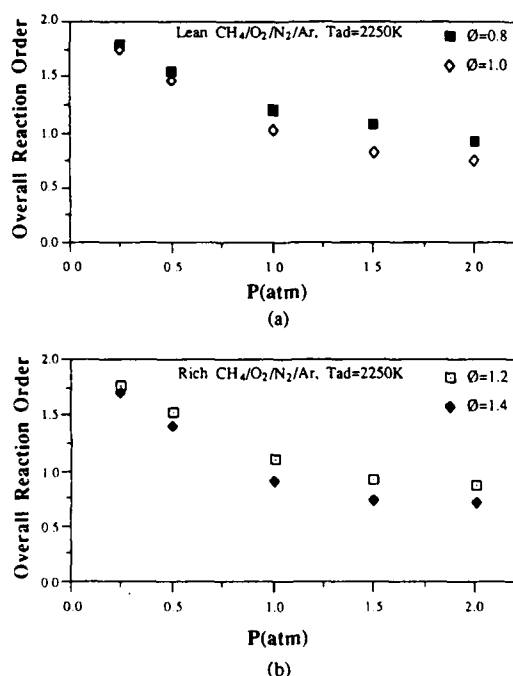 Lean CH4/O2/N2/Ar, Tad=2250K
Ø=0.8
Ø=1.0
Overall Reaction Order
2.0
1.5
1.0
0.5
0.0
0.0 0.5 1.0 1.5 2.0
P(atm)
(a)
Rich CH4/O2/N2/Ar, Tad=2250K
Ø=1.2
Ø=1.4
Overall Reaction Order
2.0
1.5
1.0
0.5
0.0
0.0 0.5 1.0 1.5 2.0
P(atm)
(b)